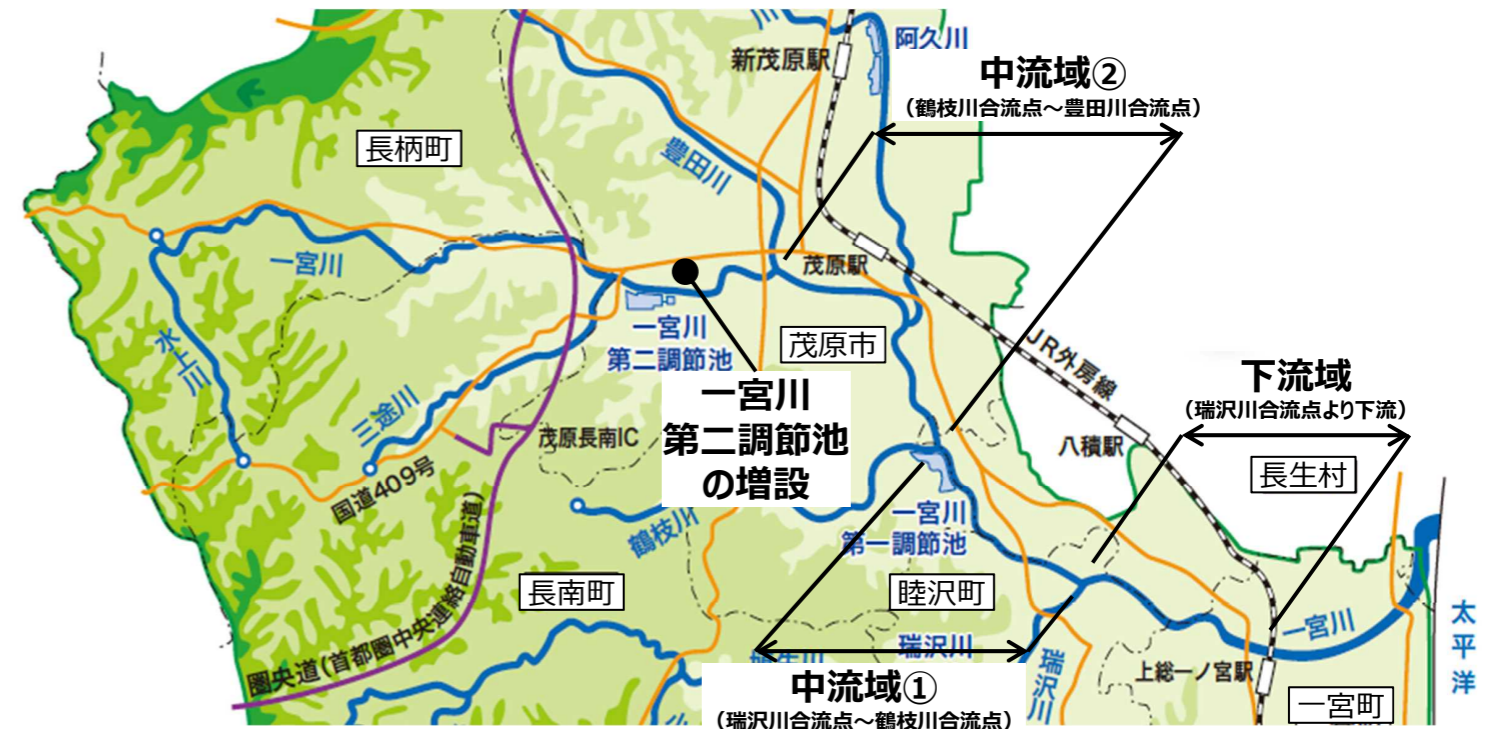 阿久川
新茂原駅
中流域②
(鶴枝川合流点~豊田川合流点)
長柄町
豊田川
一宮川
茂原駅
一宮川
第二調節池
茂原市
JR外房線
水上川
三途川
一宮川
第二調節池
の増設
下流域
(瑞沢川合流点より下流)
八積駅
長生村
茂原長南IC
国道409号
鶴枝川
一宮川
第一調節池
圏央道(首都圏中央連絡自動車道)
長南町
睦沢町
瑞沢川
瑞沢川
一宮川
太平洋
上総一ノ宮駅
一宮町
中流域①
(瑞沢川合流点~鶴枝川合流点)